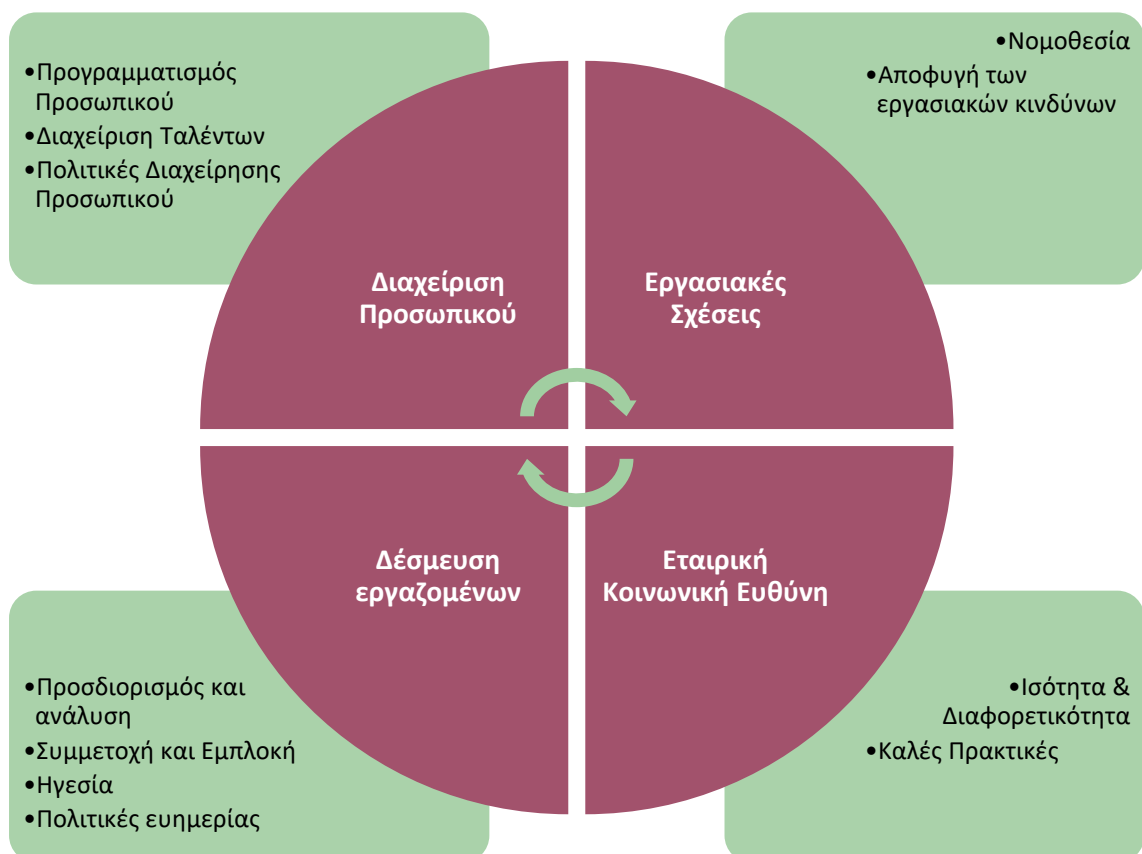 •Προγραμματισμός
Προσωπικού
•Διαχείριση Ταλέντων
•Πολιτικές Διαχείρησης
Προσωπικού
•Νομοθεσία
•Αποφυγή των
εργασιακών κινδύνων
Διαχείριση
Προσωπικού
Εργασιακές
Σχέσεις
Δέσμευση
εργαζομένων
Εταιρική
Κοινωνική Ευθύνη
•Προσδιορισμός και
ανάλυση
•Συμμετοχή και Εμπλοκή
•Ηγεσία
•Πολιτικές ευημερίας
•Ισότητα &
Διαφορετικότητα
•Καλές Πρακτικές